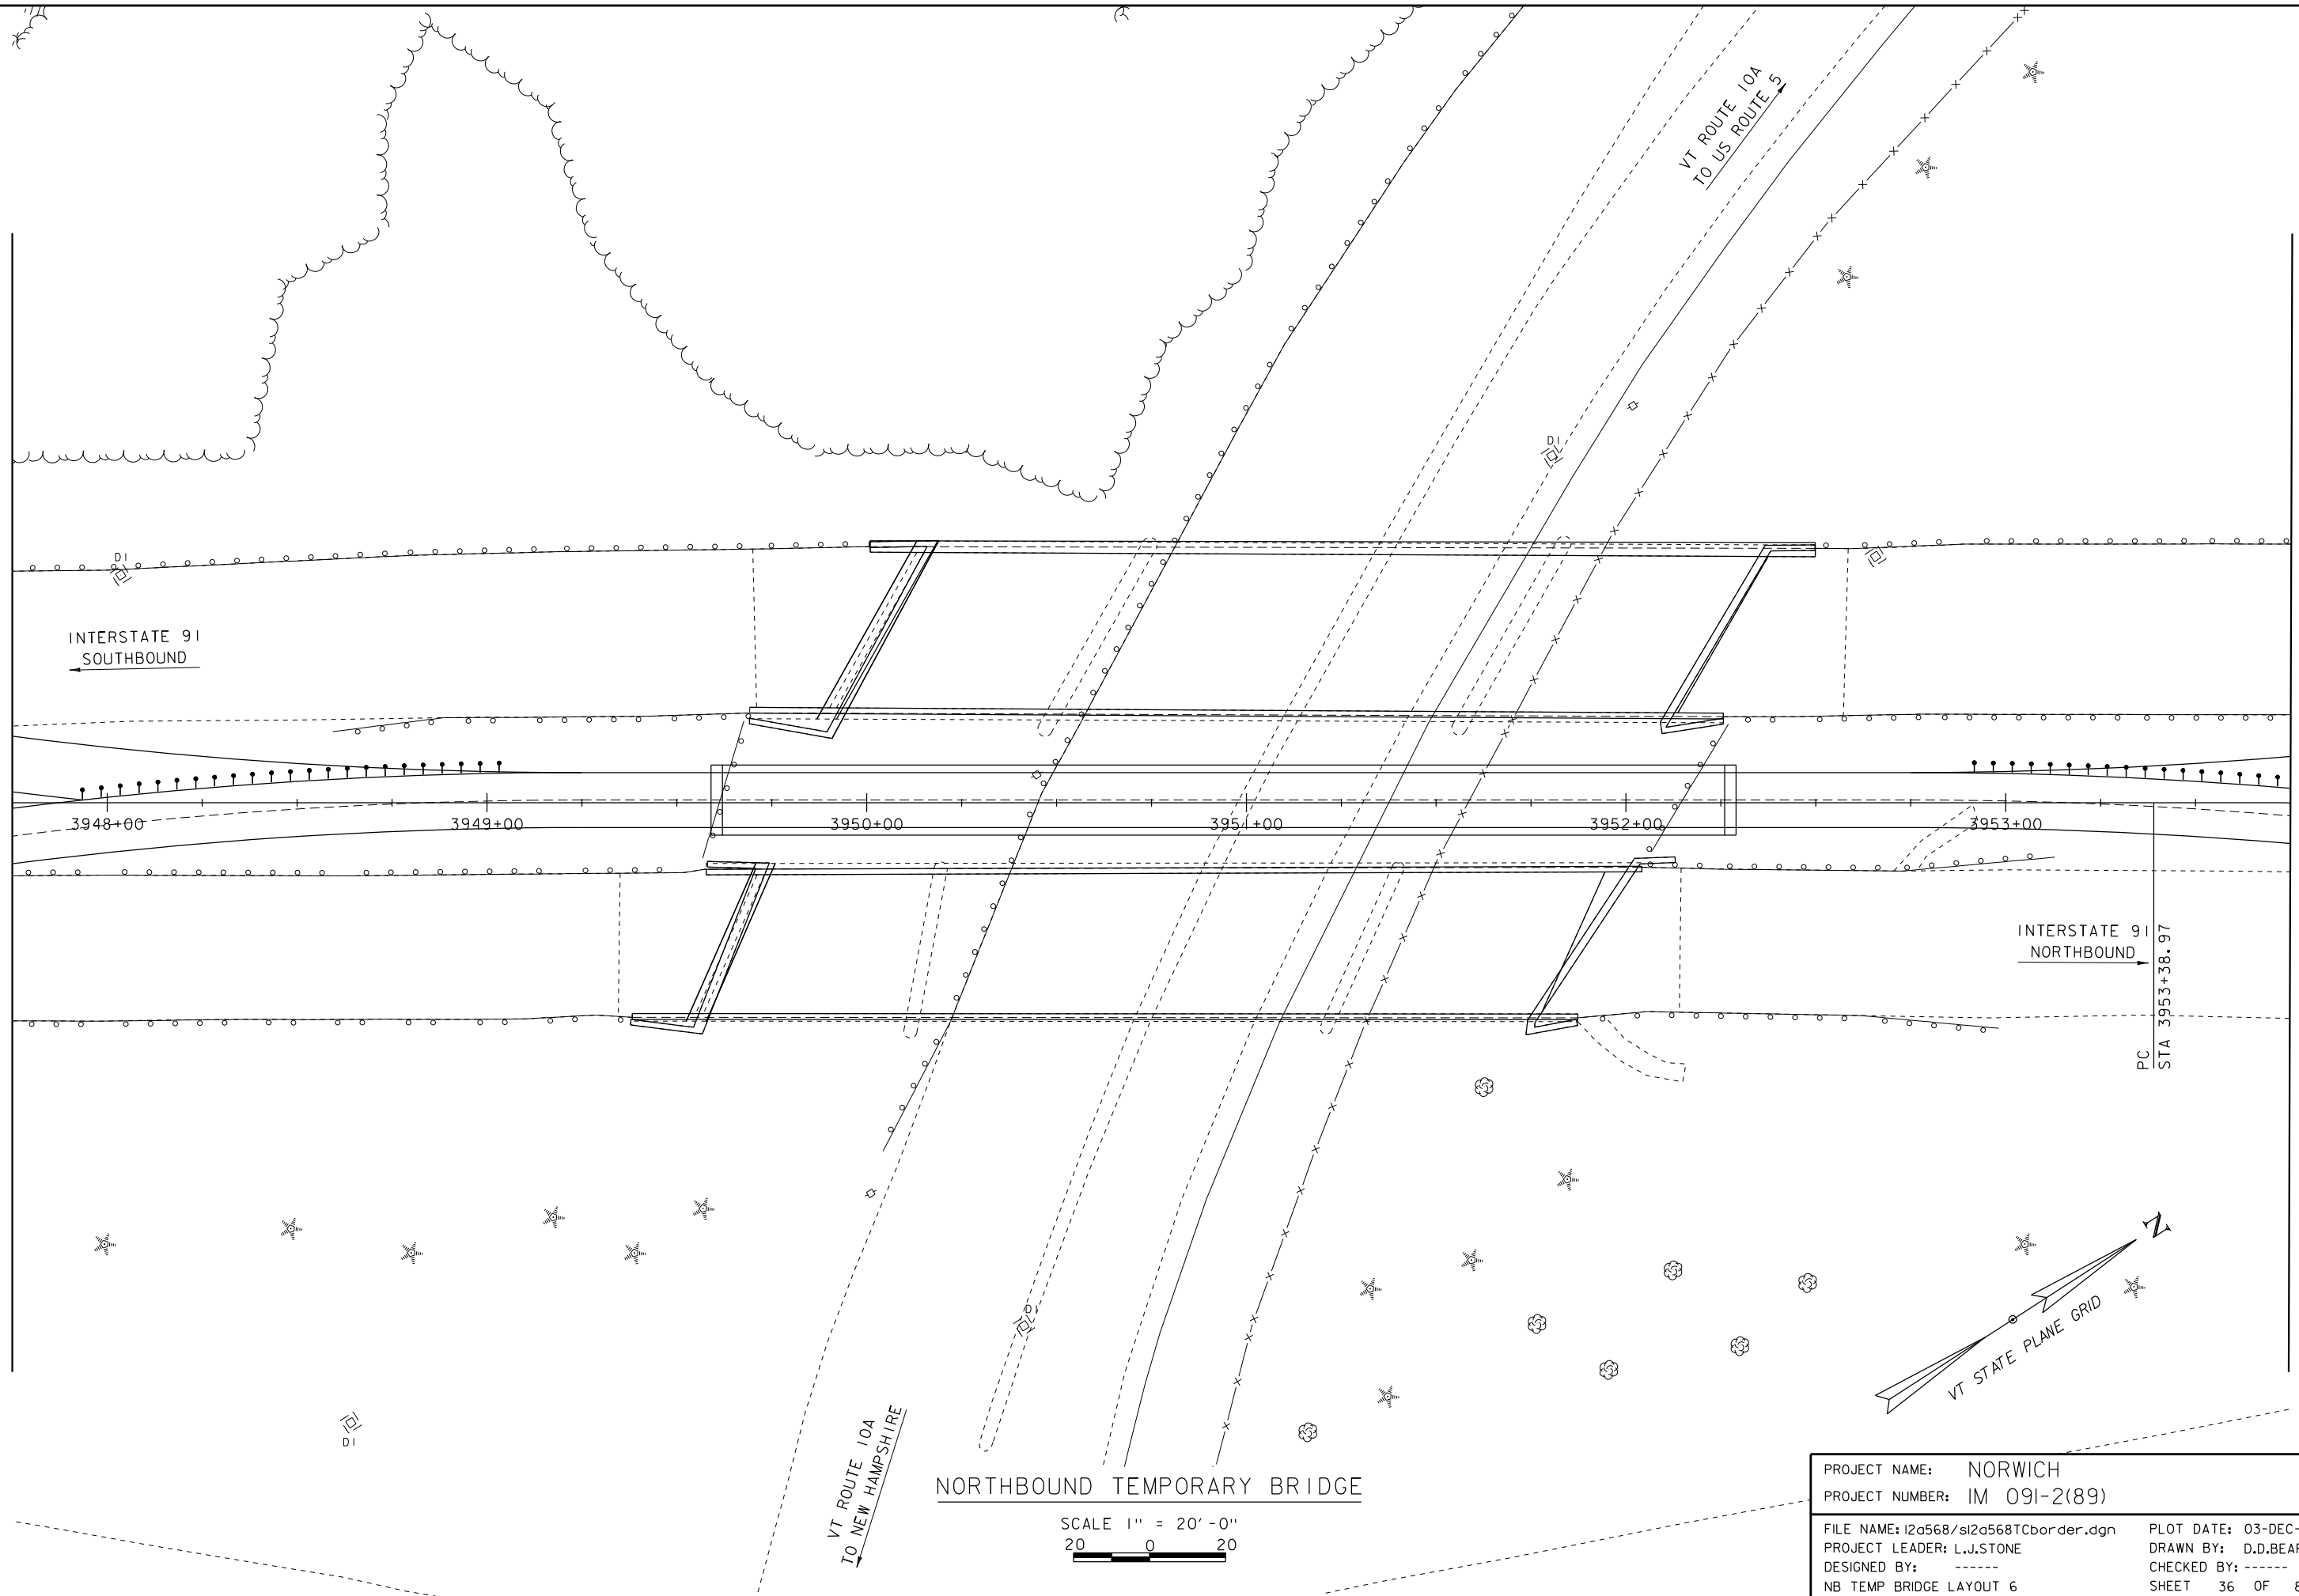 VT ROUTE 10A
TO US ROUTE 5
DI
DI
INTERSTATE 91
SOUTHBOUND
3948+00
3949+00
3950+00
3951+00
3952+00
3953+00
INTERSTATE 91
NORTHBOUND
PC
STA 3953+38.97
N
VT STATE PLANE GRID
DI
DI
VT ROUTE 10A
TO NEW HAMPSHIRE
NORTHBOUND TEMPORARY BRIDGE
SCALE 1" = 20'-0"
20 0 20
PROJECT NAME: NORWICH
PROJECT NUMBER: IM 091-2(89)
FILE NAME: 12a568/s12a568TCborder.dgn PLOT DATE: 03-DEC-
PROJECT LEADER: L.J.STONE DRAWN BY: D.D.BEAR
DESIGNED BY: ------ CHECKED BY: ------
NB TEMP BRIDGE LAYOUT 6 SHEET 36 OF 8